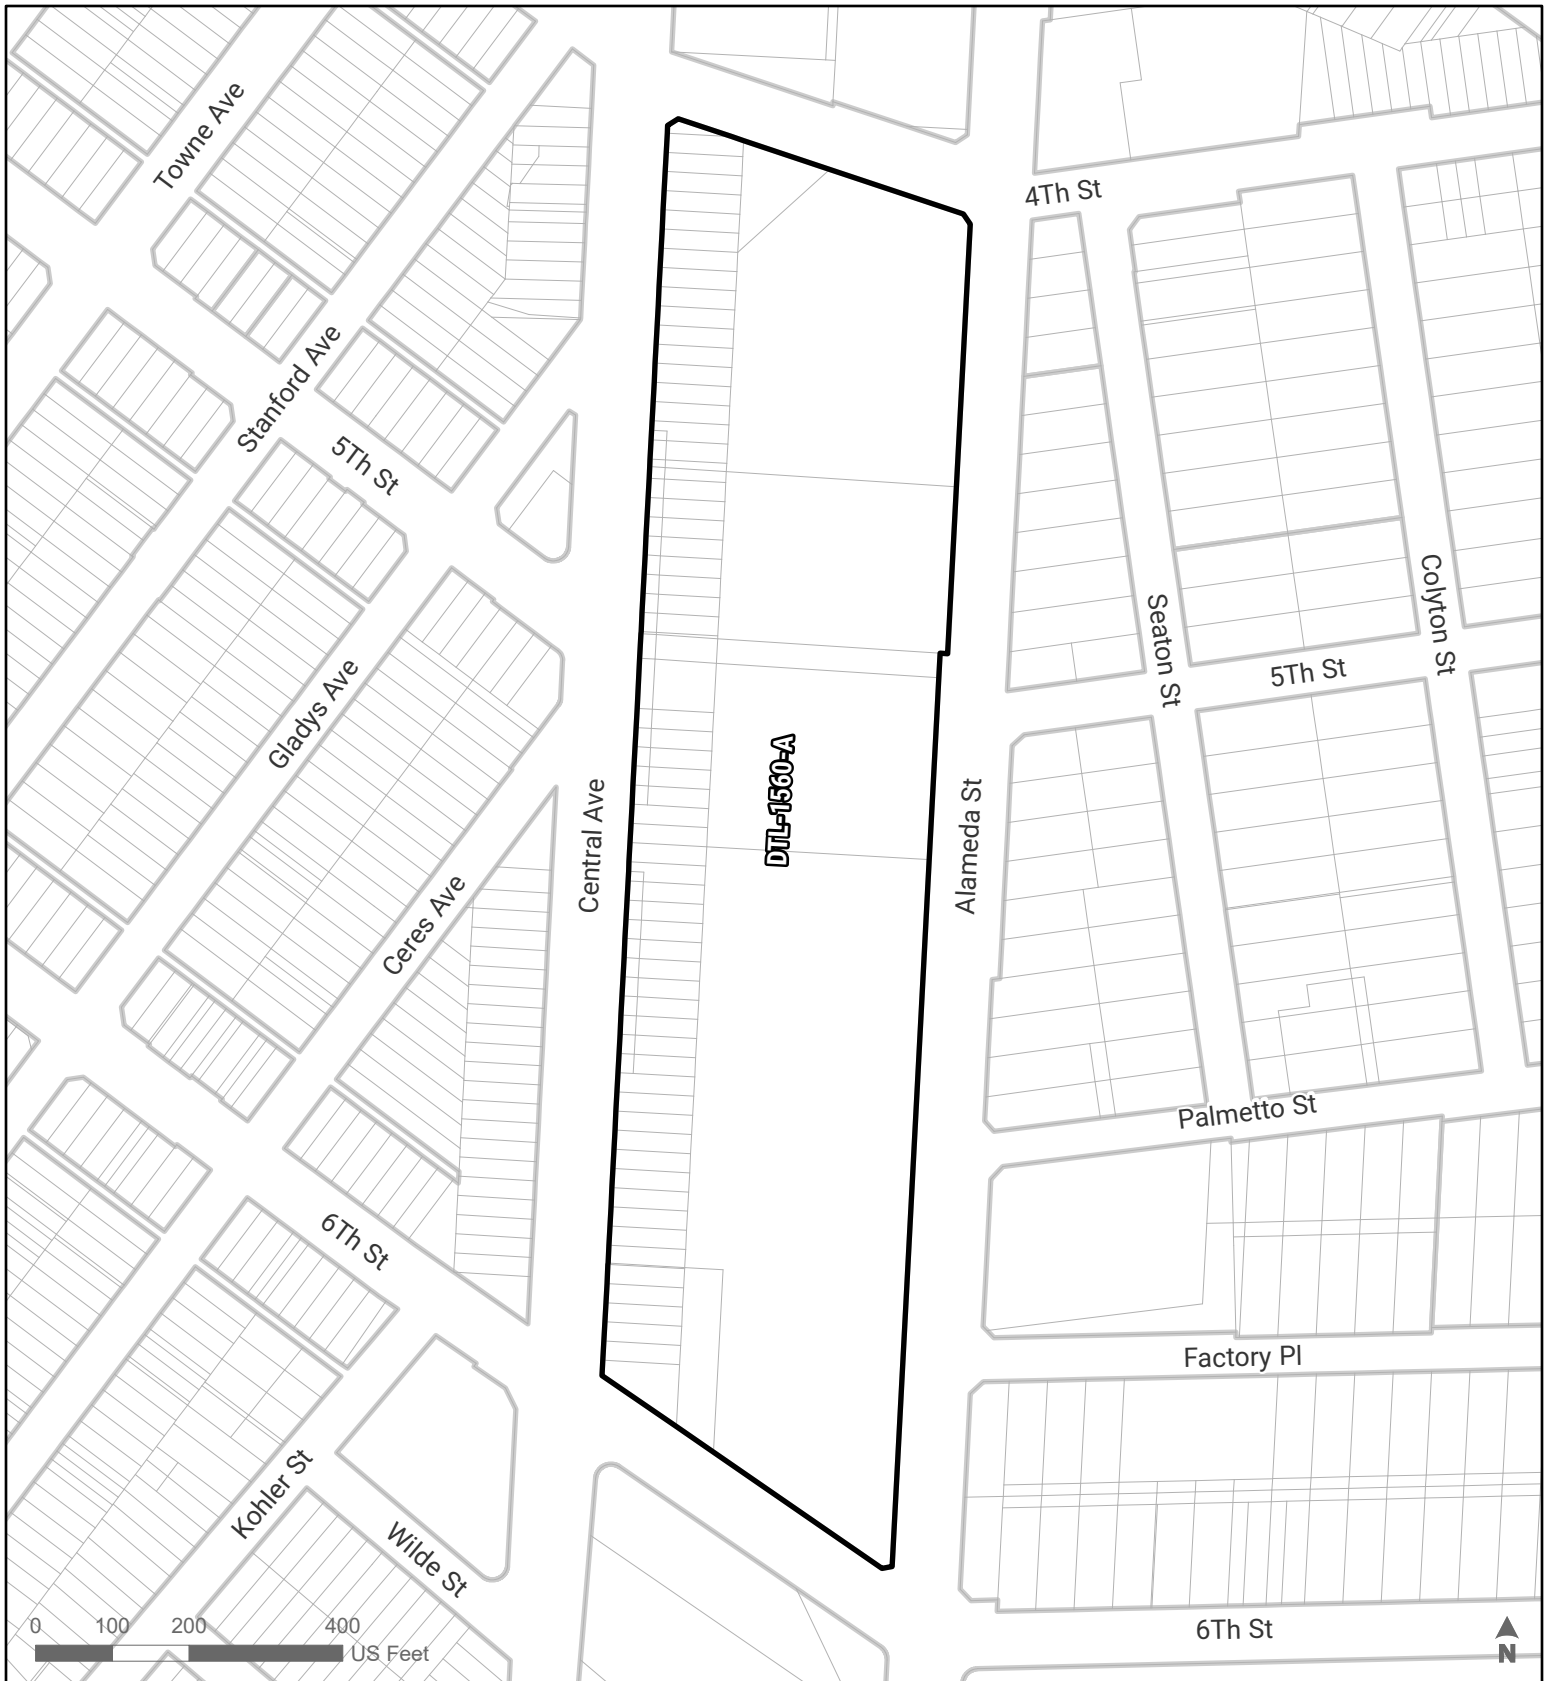 Towne Ave
4Th St
Stanford Ave
5Th St
Seaton St
Colyton St
5Th St
Gladys Ave
DTL-1560-A
Central Ave
Alameda St
Ceres Ave
Palmetto St
6Th St
Factory Pl
Kohler St
Wilde St
6Th St
0 100 200 400
US Feet
N